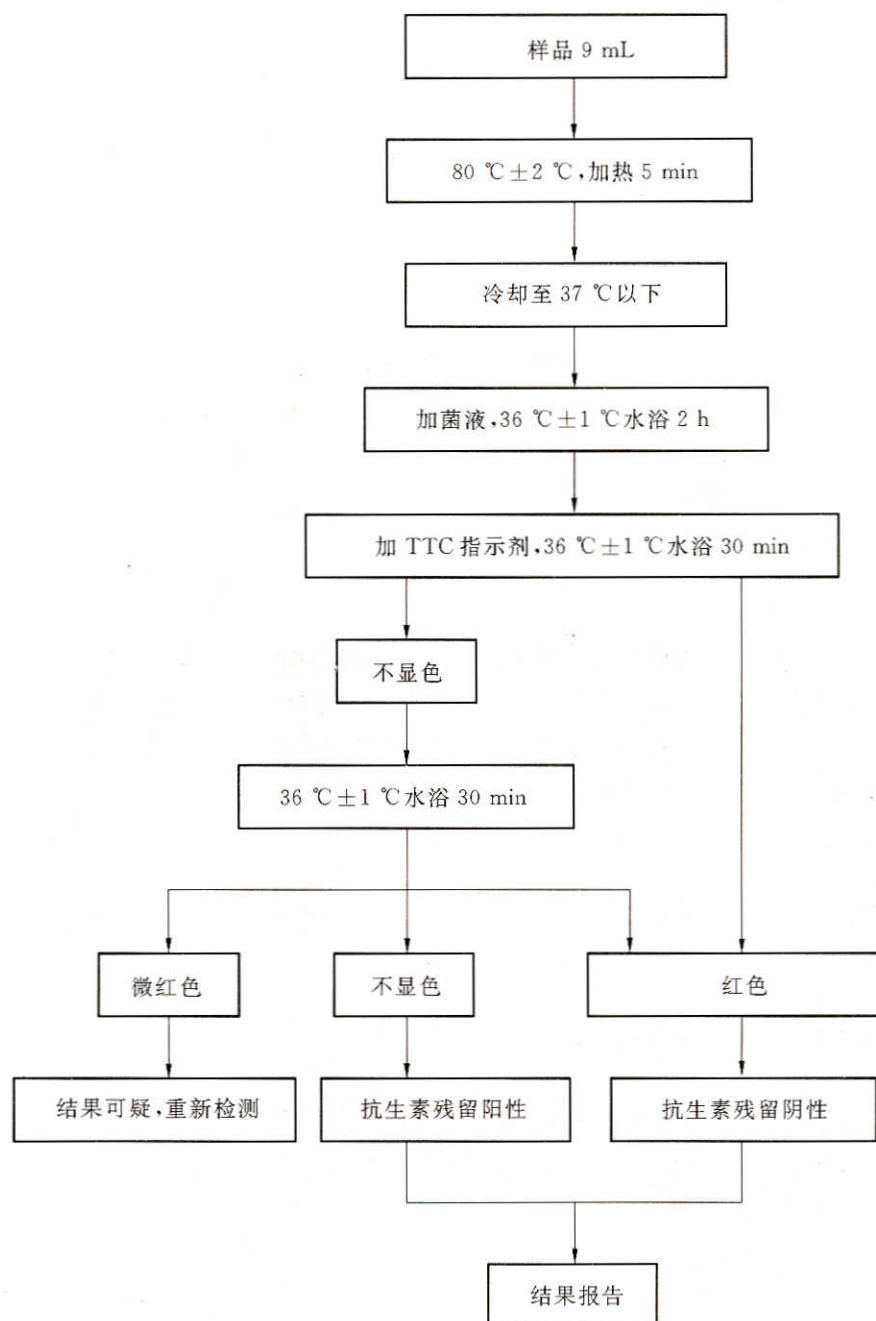 样品 9 mL
80 ℃±2 ℃,加热 5 min
冷却至 37 ℃以下
加菌液,36 ℃±1 ℃水浴 2 h
加 TTC 指示剂,36 ℃±1 ℃水浴 30 min
不显色
36 ℃±1 ℃水浴 30 min
微红色
不显色
红色
结果可疑,重新检测
抗生素残留阳性
抗生素残留阴性
结果报告